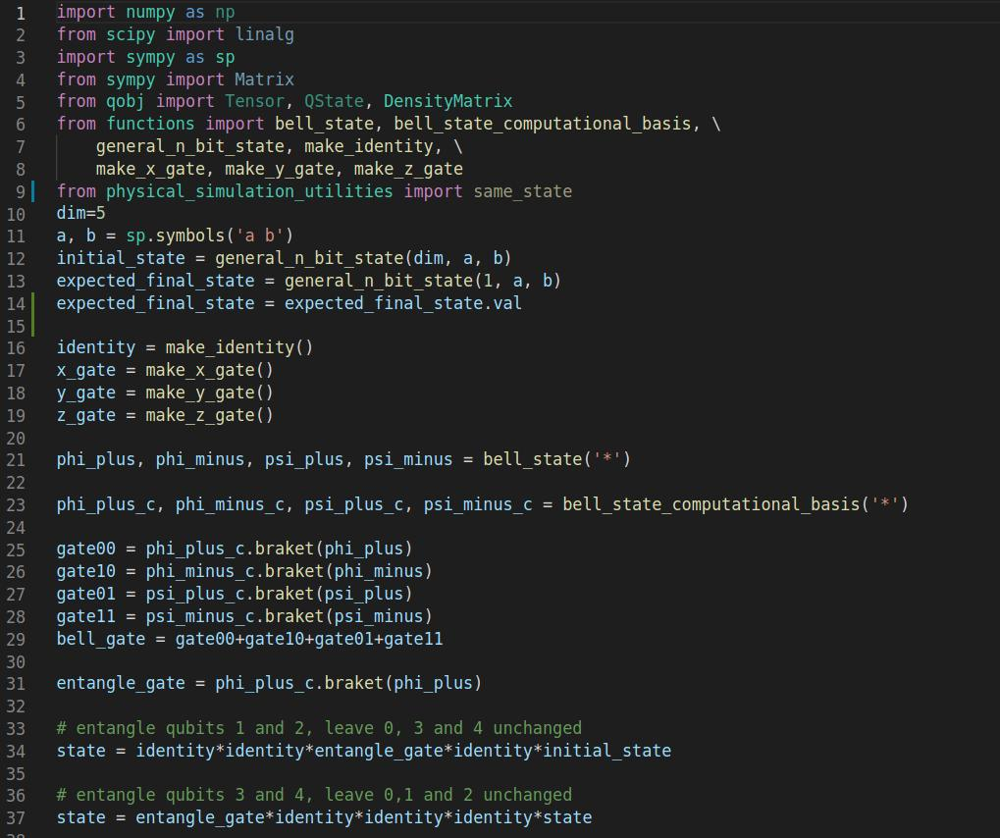 1 import numpy as np
2 from scipy import linalg
3 import sympy as sp
4 from sympy import Matrix
5 from qobj import Tensor, QState, DensityMatrix
6 from functions import bell_state, bell_state_computational_basis, \
7     general_n_bit_state, make_identity, \
8     make_x_gate, make_y_gate, make_z_gate
9 from physical_simulation_utilities import same_state
10 dim=5
11 a, b = sp.symbols('a b')
12 initial_state = general_n_bit_state(dim, a, b)
13 expected_final_state = general_n_bit_state(1, a, b)
14 expected_final_state = expected_final_state.val
15
16 identity = make_identity()
17 x_gate = make_x_gate()
18 y_gate = make_y_gate()
19 z_gate = make_z_gate()
20
21 phi_plus, phi_minus, psi_plus, psi_minus = bell_state('*')
22
23 phi_plus_c, phi_minus_c, psi_plus_c, psi_minus_c = bell_state_computational_basis('*')
24
25 gate00 = phi_plus_c.braket(phi_plus)
26 gate10 = phi_minus_c.braket(phi_minus)
27 gate01 = psi_plus_c.braket(psi_plus)
28 gate11 = psi_minus_c.braket(psi_minus)
29 bell_gate = gate00+gate10+gate01+gate11
30
31 entangle_gate = phi_plus_c.braket(phi_plus)
32
33 # entangle qubits 1 and 2, leave 0, 3 and 4 unchanged
34 state = identity*identity*entangle_gate*identity*initial_state
35
36 # entangle qubits 3 and 4, leave 0,1 and 2 unchanged
37 state = entangle_gate*identity*identity*identity*state